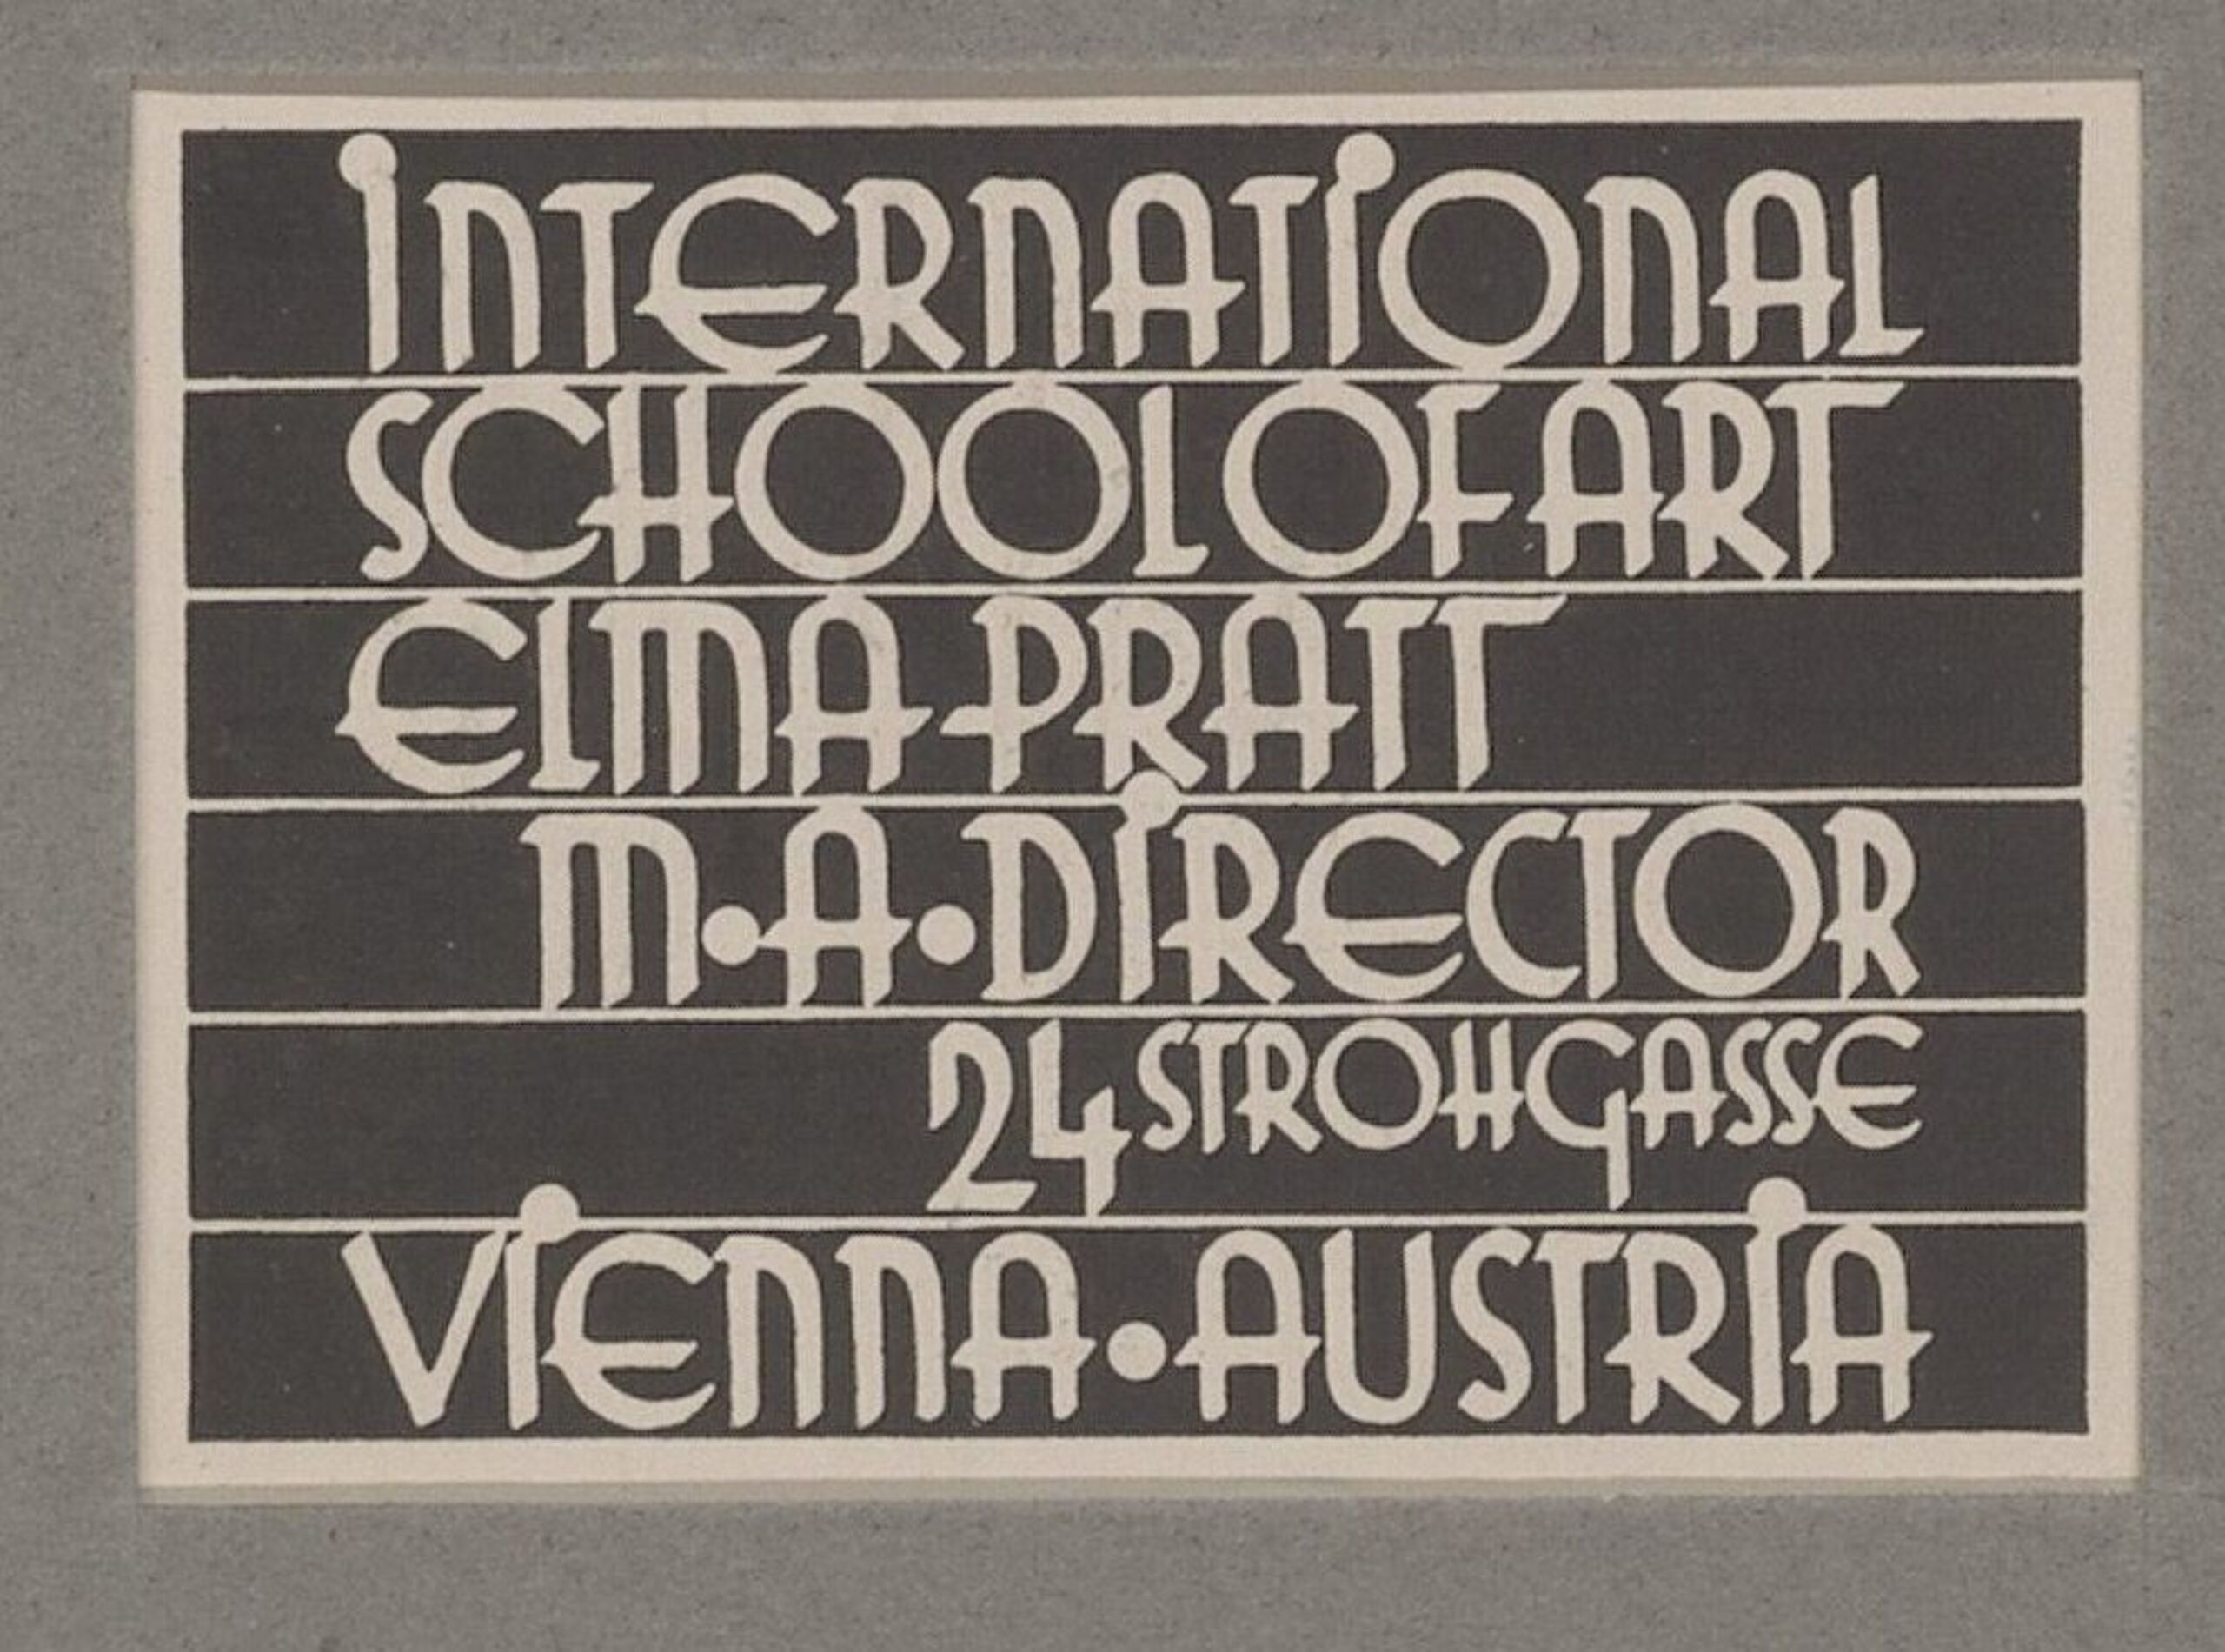 INTERNATIONAL
SCHOOL OF ART
ELMA PRATT
M•A•DIRECTOR
24 STROHGASSE
VIENNA•AUSTRIA